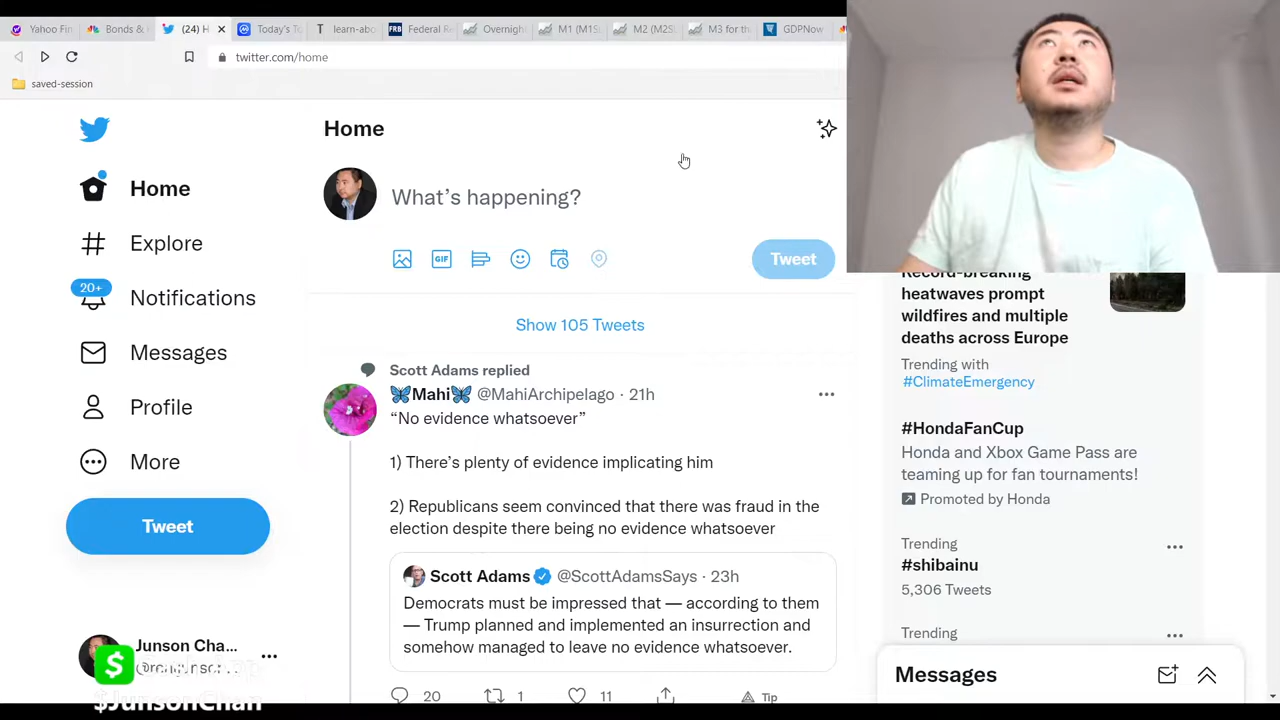 Yahoo Fin
Bonds &
(24) H
Today's To
learn-abo
FRB
Federal R
Overnigh
M1 (M1S
M2 (M2S
M3 for th
GDPNow
twitter.com/home
saved-session
Home
Home
Explore
20+
Notifications
Messages
Profile
More
Tweet
Junson Cha...
$JunsonChan
What's happening?
GIF
Tweet
Show 105 Tweets
Scott Adams replied
🦋Mahi🦋 @MahiArchipelago · 21h
“No evidence whatsoever”
1) There’s plenty of evidence implicating him
2) Republicans seem convinced that there was fraud in the
election despite there being no evidence whatsoever
Scott Adams @ScottAdamsSays · 23h
Democrats must be impressed that — according to them
— Trump planned and implemented an insurrection and
somehow managed to leave no evidence whatsoever.
20
1
11
Tip
Record-breaking
heatwaves prompt
wildfires and multiple
deaths across Europe
Trending with
#ClimateEmergency
#HondaFanCup
Honda and Xbox Game Pass are
teaming up for fan tournaments!
Promoted by Honda
Trending
#shibainu
5,306 Tweets
Trending
Messages